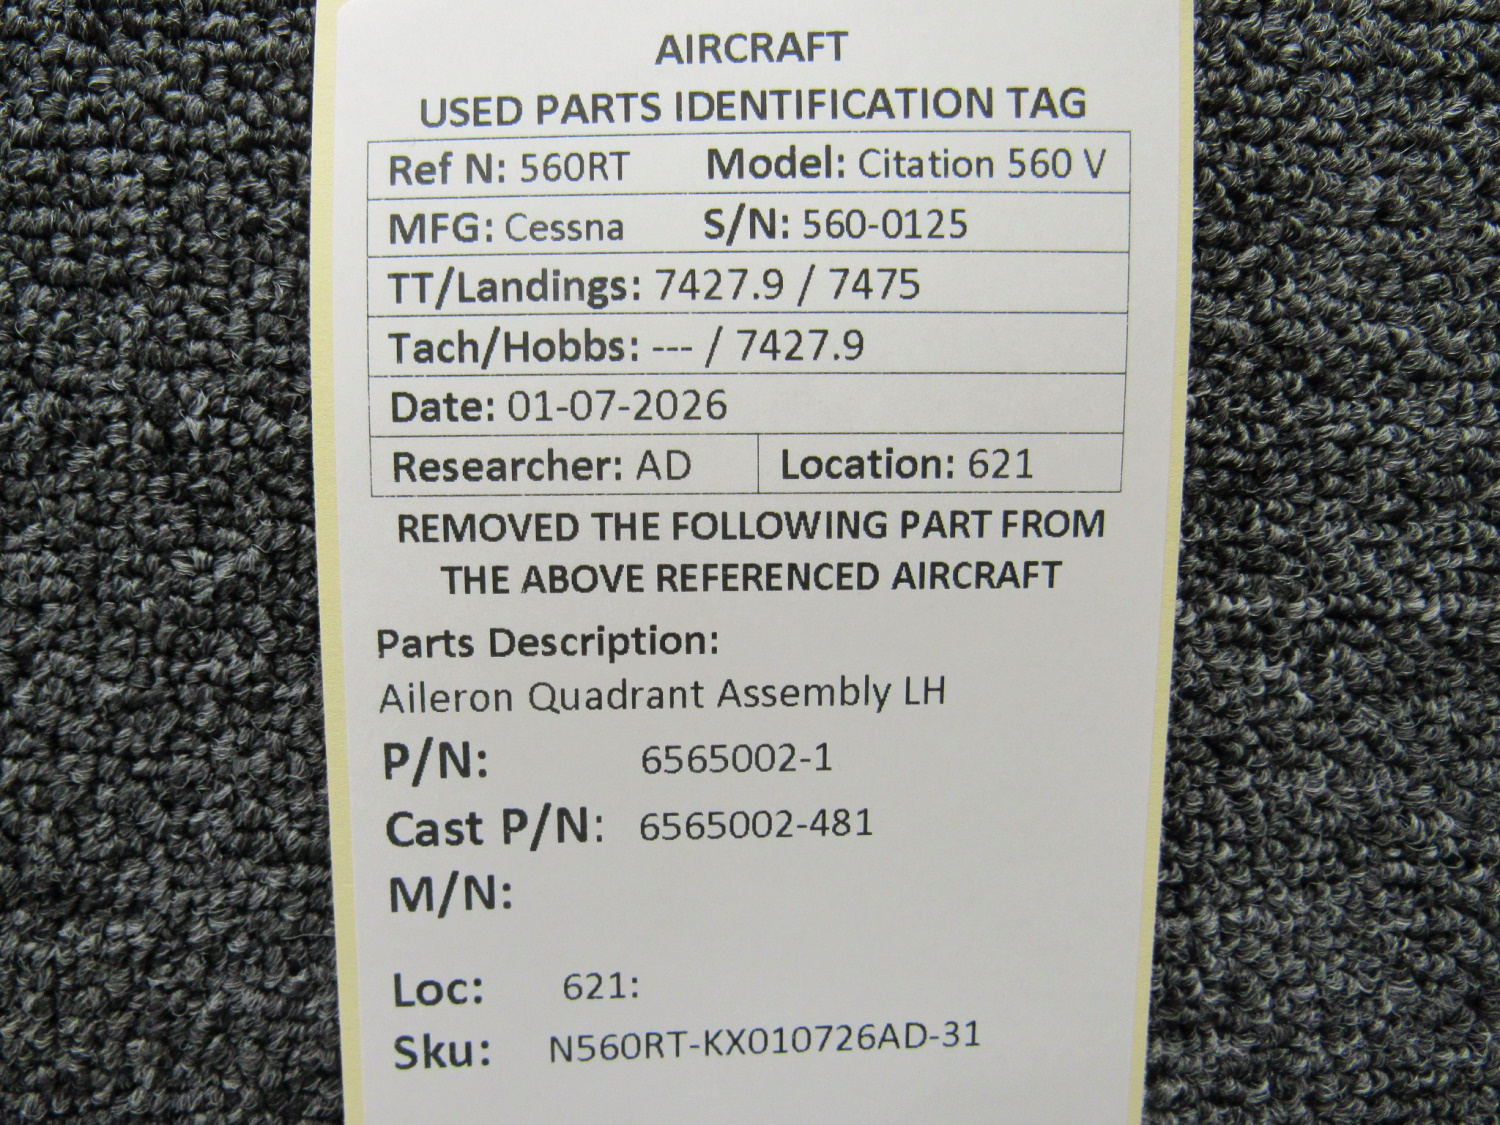 AIRCRAFT
USED PARTS IDENTIFICATION TAG
Ref N: 560RT Model: Citation 560 V
MFG: Cessna S/N: 560-0125
TT/Landings: 7427.9 / 7475
Tach/Hobbs: --- / 7427.9
Date: 01-07-2026
Researcher: AD Location: 621
REMOVED THE FOLLOWING PART FROM
THE ABOVE REFERENCED AIRCRAFT
Parts Description:
Aileron Quadrant Assembly LH
P/N: 6565002-1
Cast P/N: 6565002-481
M/N:
Loc: 621:
Sku: N560RT-KX010726AD-31